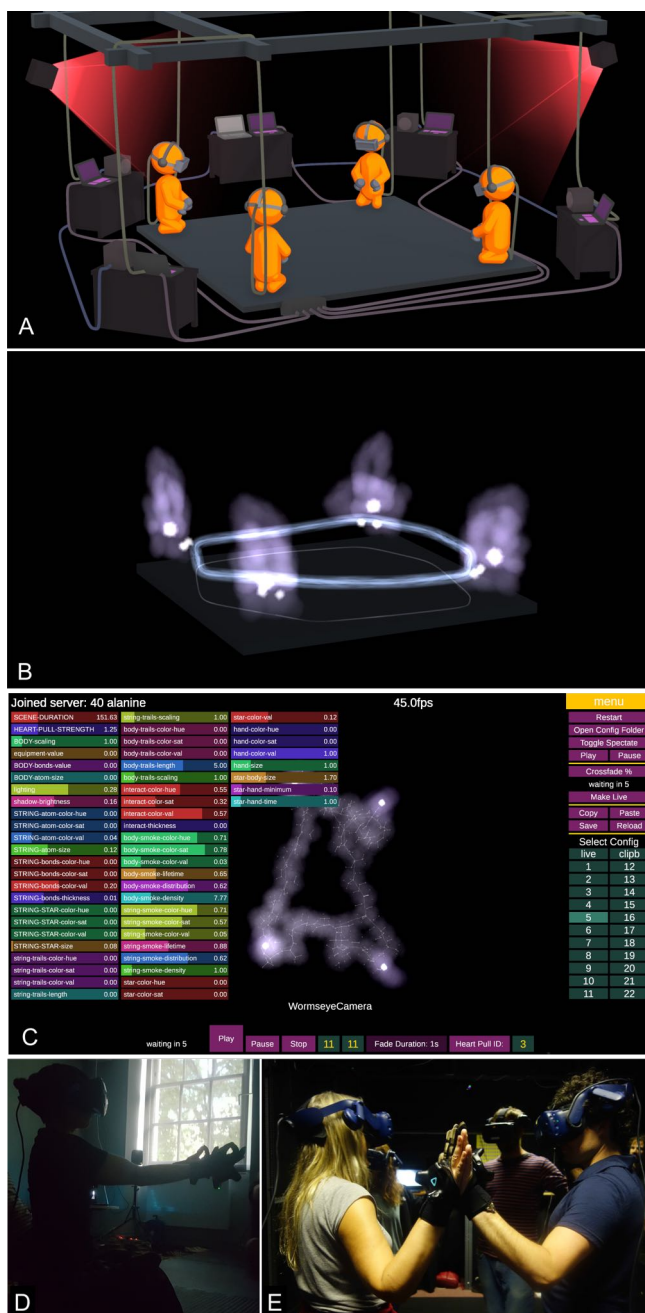 A
B
Joined server: 40 alanine
45.0fps
SCENE-DURATION 151.63
HEART-PULL-STRENGTH 1.25
BODY-scaling 1.00
equipment-value 0.00
BODY-bonds-value 0.00
BODY-atom-size 0.00
lighting 0.28
shadow-brightness 0.16
STRING-atom-color-hue 0.00
STRING-atom-color-sat 0.00
STRING-atom-color-val 0.04
STRING-atom-size 0.12
STRING-bonds-color-hue 0.00
STRING-bonds-color-sat 0.00
STRING-bonds-color-val 0.20
STRING-bonds-thickness 0.01
STRING-STAR-color-hue 0.00
STRING-STAR-color-sat 0.00
STRING-STAR-color-val 0.00
STRING-STAR-size 0.08
string-trails-color-hue 0.00
string-trails-color-sat 0.00
string-trails-color-val 0.00
string-trails-length 0.00
string-trails-scaling 1.00
body-trails-color-hue 0.00
body-trails-color-sat 0.00
body-trails-color-val 0.00
body-trails-length 5.00
body-trails-scaling 1.00
interact-color-hue 0.55
interact-color-sat 0.32
interact-color-val 0.57
interact-thickness 0.00
body-smoke-color-hue 0.71
body-smoke-color-sat 0.78
body-smoke-color-val 0.03
body-smoke-lifetime 0.65
body-smoke-distribution 0.62
body-smoke-density 7.77
string-smoke-color-hue 0.71
string-smoke-color-sat 0.57
string-smoke-color-val 0.05
string-smoke-lifetime 0.88
string-smoke-distribution 0.62
string-smoke-density 1.00
star-color-hue 0.00
star-color-sat 0.00
star-color-val 0.12
hand-color-hue 0.00
hand-color-sat 0.00
hand-color-val 1.00
hand-size 1.00
star-body-size 1.70
star-hand-minimum 0.10
star-hand-time 1.00
menu
Restart
Open Config Folder
Toggle Spectate
Play Pause
Crossfade %
waiting in 5
Make Live
Copy Paste
Save Reload
Select Config
live clipb
1 12
2 13
3 14
4 15
5 16
6 17
7 18
8 19
9 20
10 21
11 22
WormseyeCamera
waiting in 5 Play Pause Stop 11 11 Fade Duration: 1s Heart Pull ID: 3
C
D
E